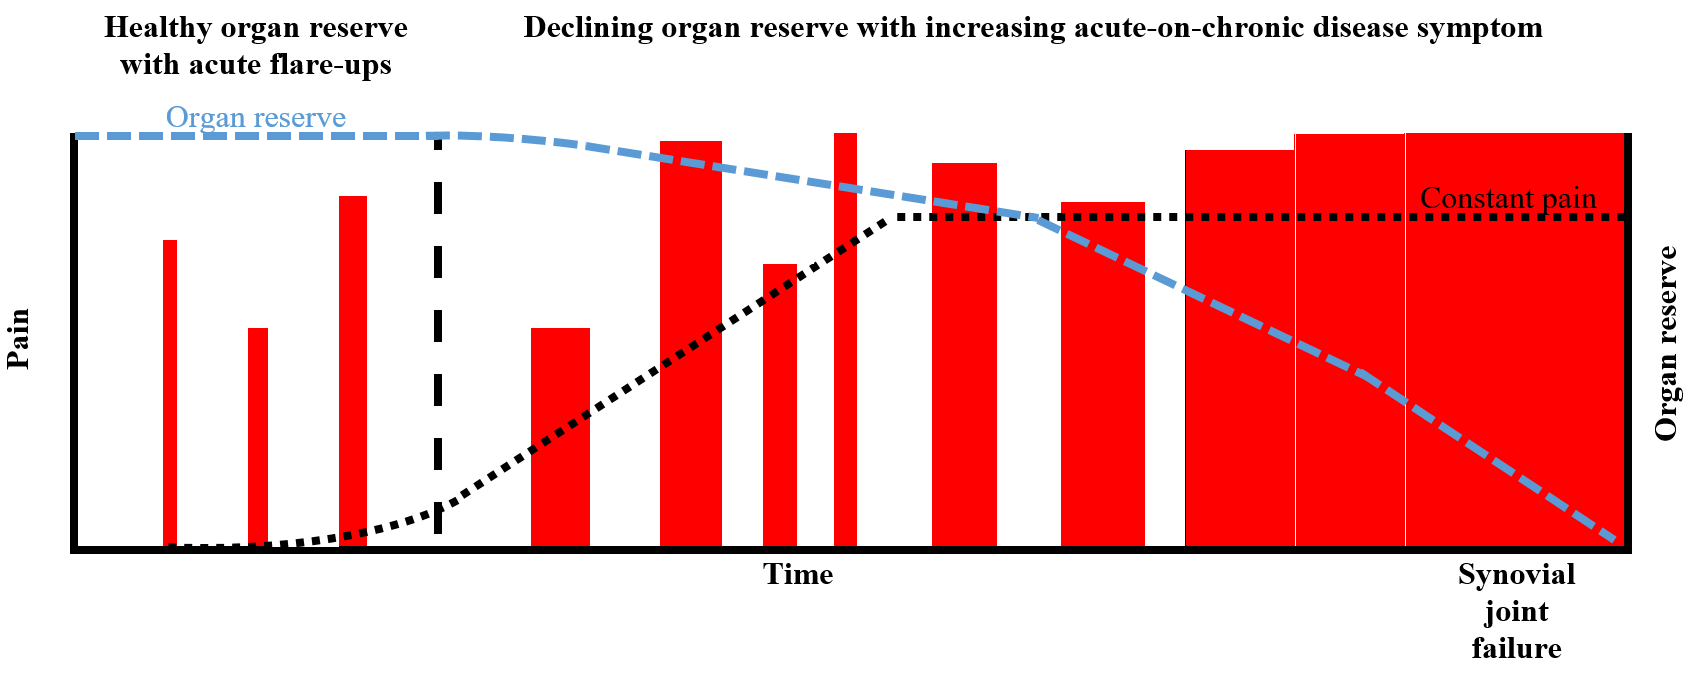 Healthy organ reserve
with acute flare-ups
Declining organ reserve with increasing acute-on-chronic disease symptom
Organ reserve
Constant pain
Pain
Organ reserve
Time
Synovial
joint
failure